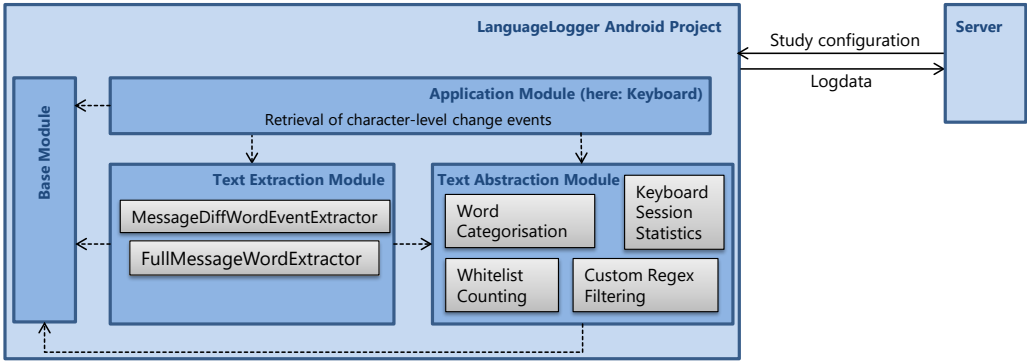 LanguageLogger Android Project
Server
Study configuration
Logdata
Base Module
Application Module (here: Keyboard)
Retrieval of character-level change events
Text Extraction Module
MessageDiffWordEventExtractor
FullMessageWordExtractor
Text Abstraction Module
Word
Categorisation
Keyboard
Session
Statistics
Whitelist
Counting
Custom Regex
Filtering